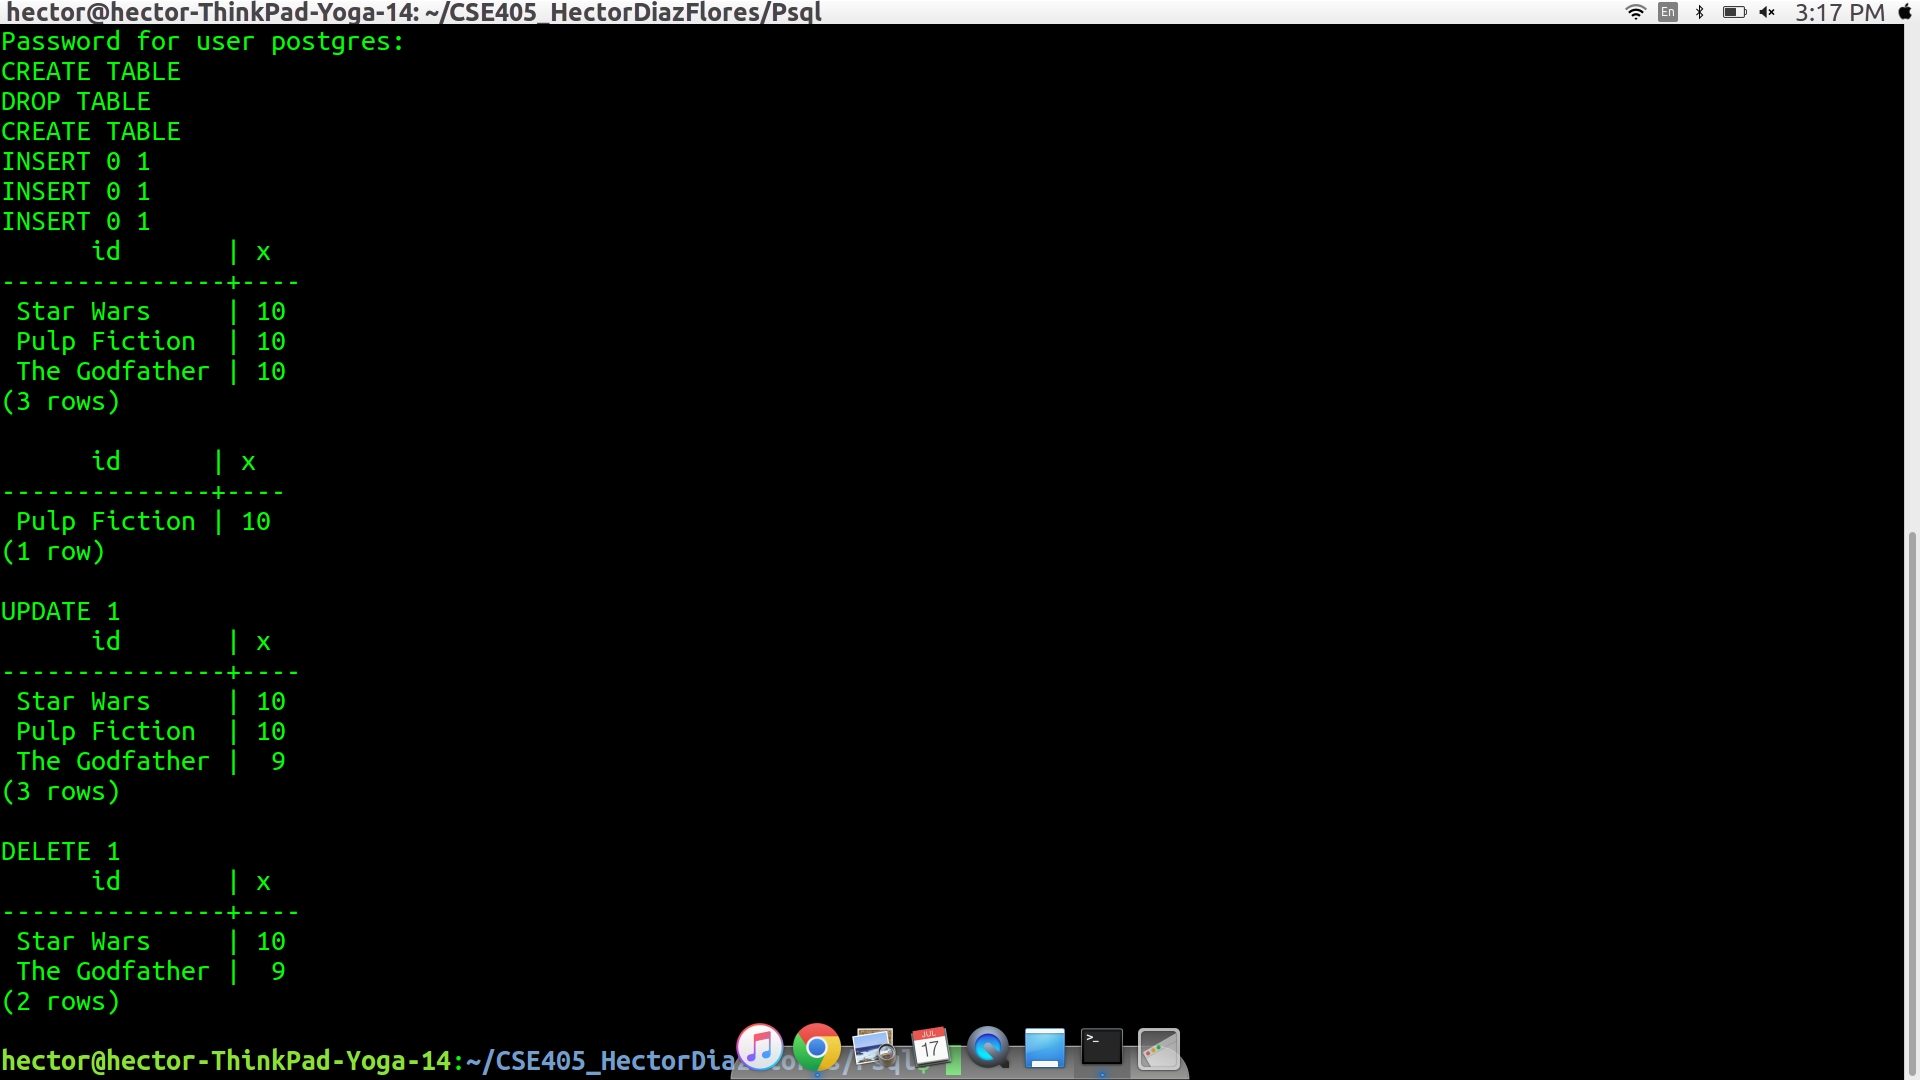 hector@hector-ThinkPad-Yoga-14: ~/CSE405_HectorDiazFlores/Psql
En
3:17 PM
Password for user postgres:
CREATE TABLE
DROP TABLE
CREATE TABLE
INSERT 0 1
INSERT 0 1
INSERT 0 1
      id       | x
---------------+----
 Star Wars     | 10
 Pulp Fiction  | 10
 The Godfather | 10
(3 rows)
      id      | x
--------------+----
 Pulp Fiction | 10
(1 row)
UPDATE 1
      id       | x
---------------+----
 Star Wars     | 10
 Pulp Fiction  | 10
 The Godfather |  9
(3 rows)
DELETE 1
      id       | x
---------------+----
 Star Wars     | 10
 The Godfather |  9
(2 rows)
hector@hector-ThinkPad-Yoga-14:~/CSE405_HectorDiazFlores/Psql$
JUL
17
>_